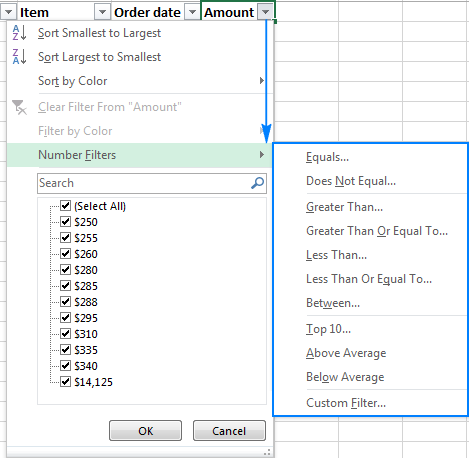 Item Order date Amount
Sort Smallest to Largest
Sort Largest to Smallest
Sort by Color
Clear Filter From "Amount"
Filter by Color
Number Filters
Search
(Select All)
$250
$255
$260
$280
$285
$288
$295
$310
$335
$340
$14,125
OK Cancel
Equals...
Does Not Equal...
Greater Than...
Greater Than Or Equal To...
Less Than...
Less Than Or Equal To...
Between...
Top 10...
Above Average
Below Average
Custom Filter...